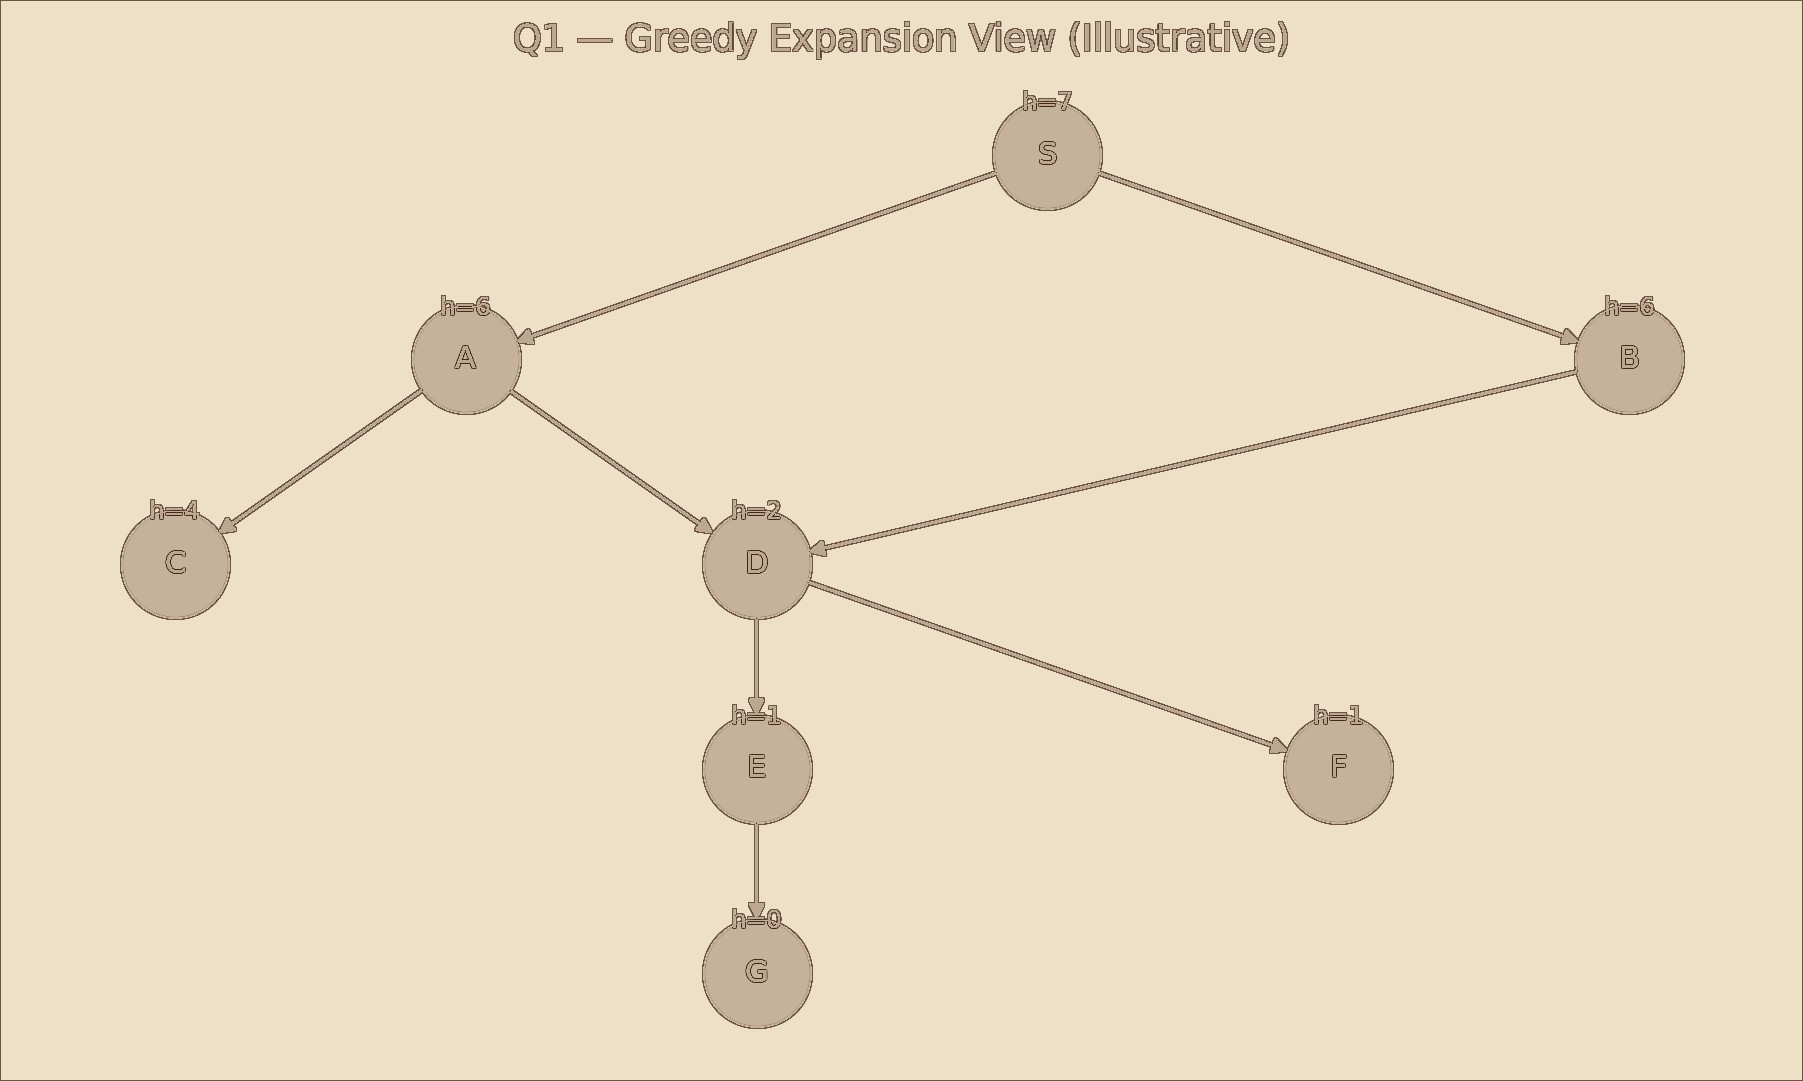 Q1 — Greedy Expansion View (Illustrative)
h=7
S
h=6
A
h=6
B
h=4
C
h=2
D
h=1
E
h=1
F
h=0
G